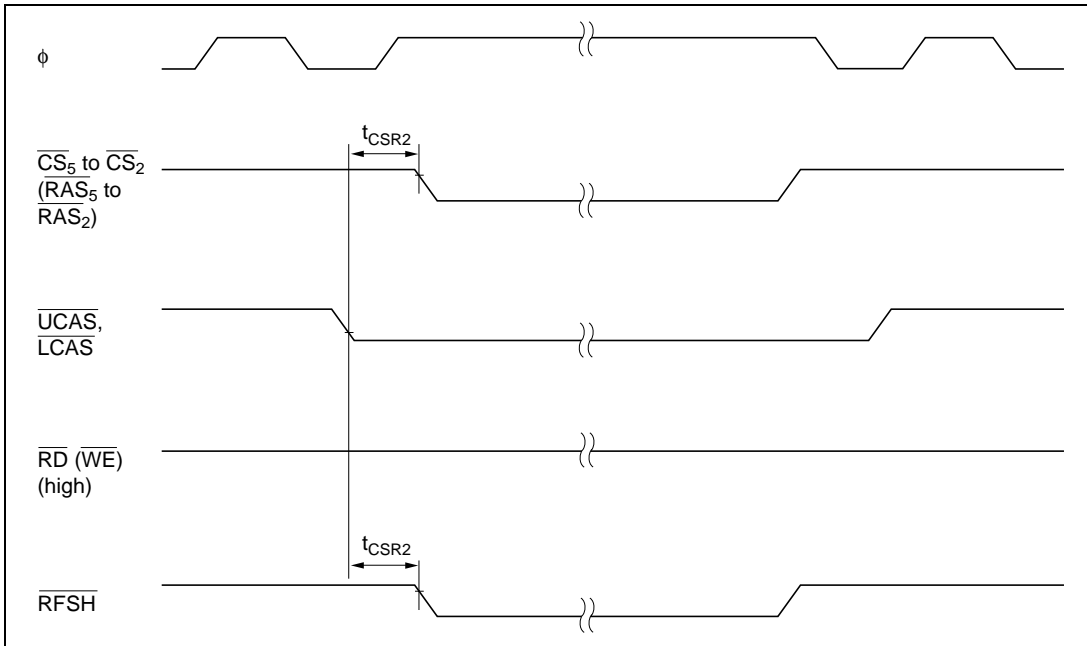 ϕ
tCSR2
CS5 to CS2
(RAS5 to
RAS2)
UCAS,
LCAS
RD (WE)
(high)
tCSR2
RFSH